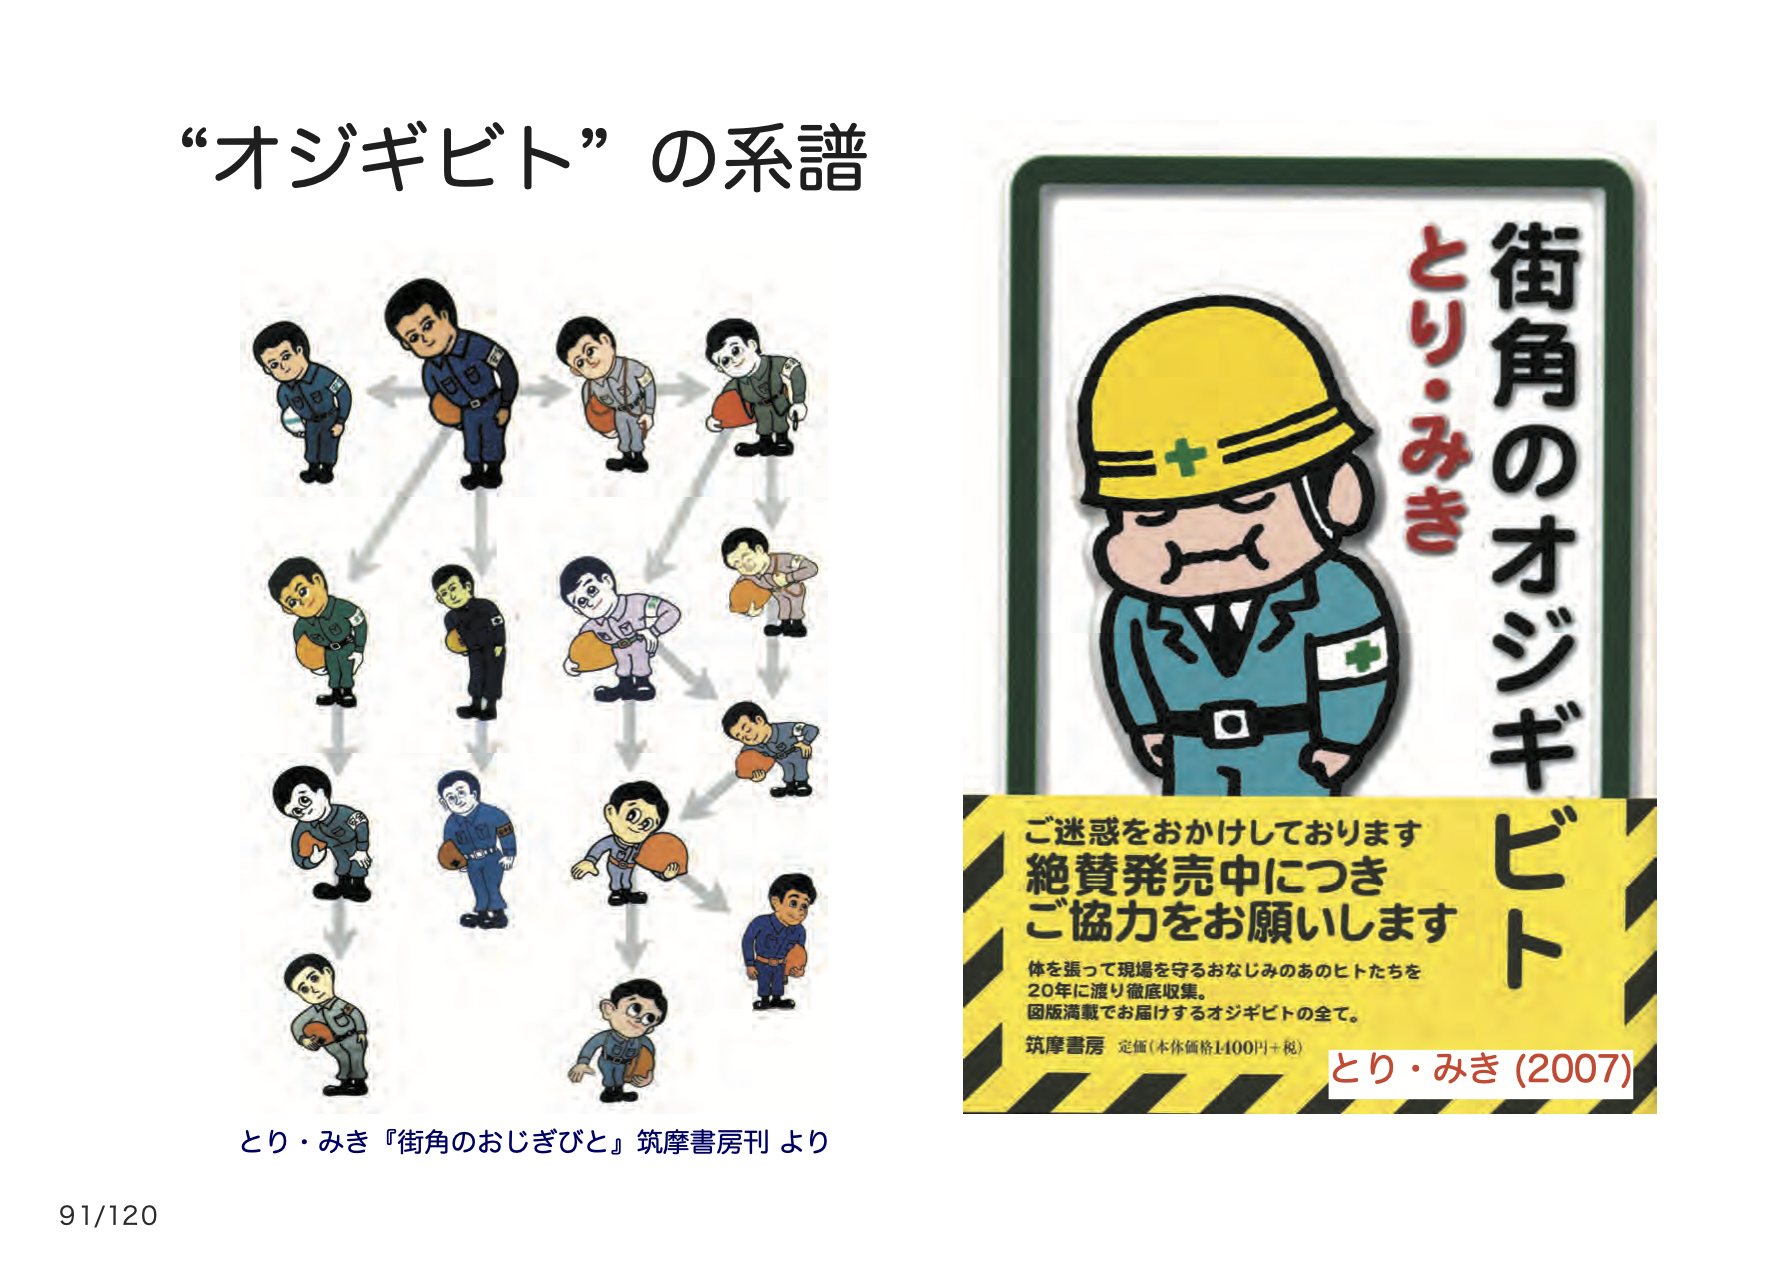 “オジギビト”の系譜
とり・みき『街角のおじぎびと』筑摩書房刊 より
街角のオジギビト
とり・みき
ご迷惑をおかけしております
絶賛発売中につき
ご協力をお願いします
体を張って現場を守るおなじみのあのヒトたちを
20年に渡り徹底収集。
図版満載でお届けするオジギビトの全て。
筑摩書房 定価(本体価格1400円+税)
とり・みき (2007)
91/120